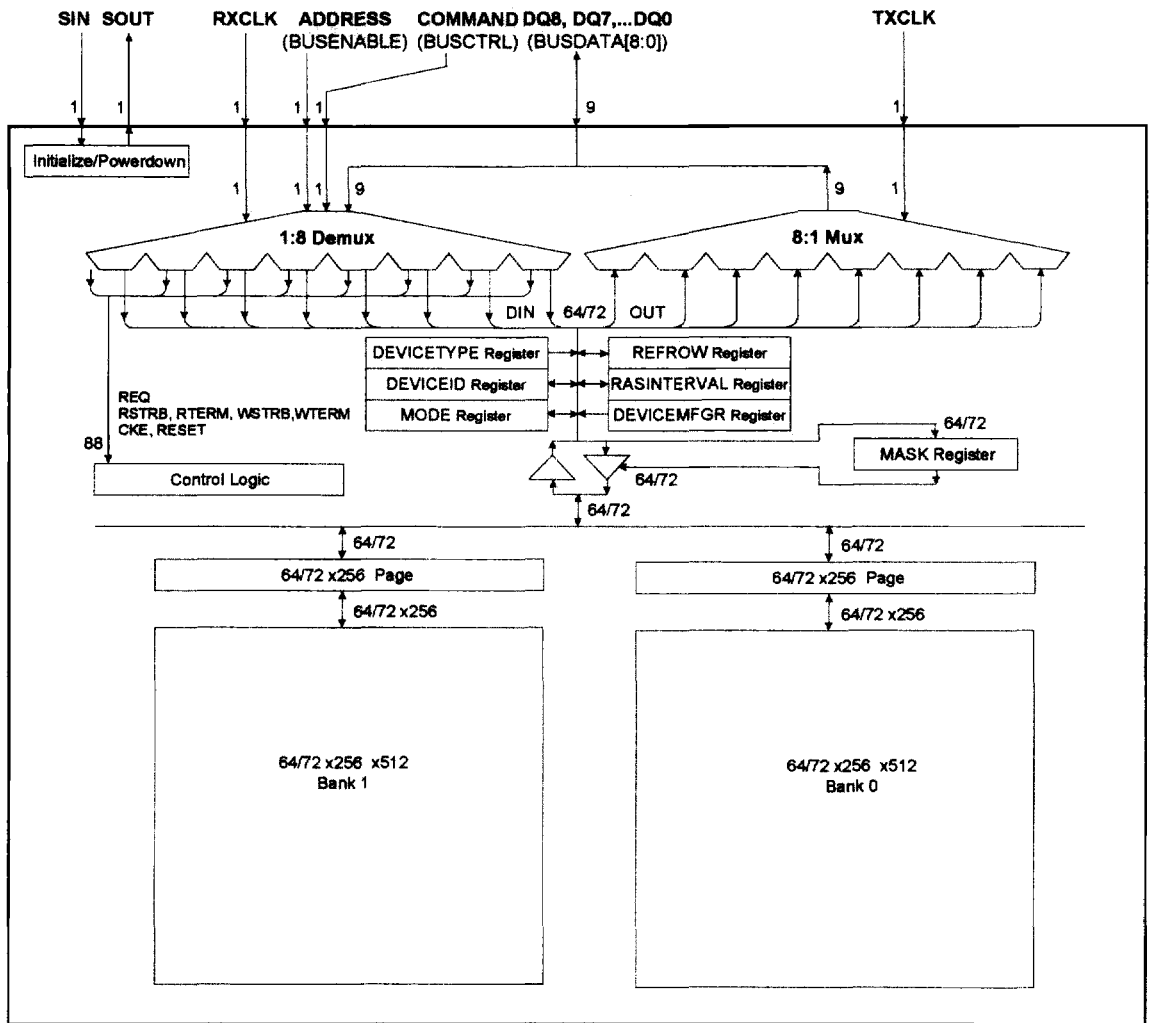 SIN SOUT RXCLK ADDRESS COMMAND DQ8, DQ7,...DQ0 TXCLK
(BUSENABLE) (BUSCTRL) (BUSDATA[8:0])
1 1 1 1 1 9 1
Initialize/Powerdown
1 1 1 9 9 1
1:8 Demux 8:1 Mux
DIN 64/72 OUT
DEVICETYPE Register REFROW Register
DEVICEID Register RASINTERVAL Register
MODE Register DEVICEMFGR Register
REQ
RSTRB, RTERM, WSTRB,WTERM
CKE, RESET
88
64/72
MASK Register
Control Logic
64/72
64/72
64/72 64/72
64/72 x256 Page 64/72 x256 Page
64/72 x256 64/72 x256
64/72 x256 x512 64/72 x256 x512
Bank 1 Bank 0